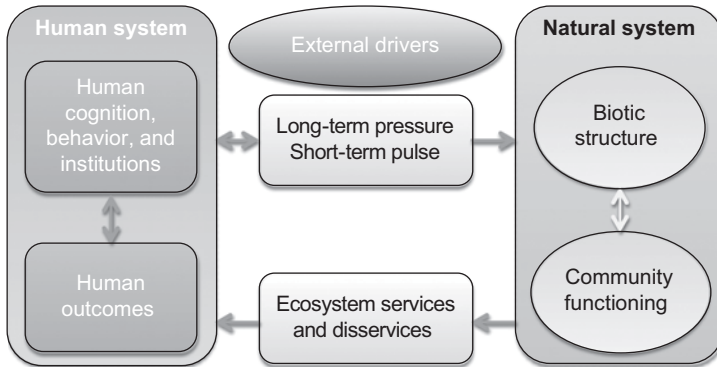 Human system
External drivers
Natural system
Human
cognition,
behavior, and
institutions
Long-term pressure
Short-term pulse
Biotic
structure
Human
outcomes
Ecosystem services
and disservices
Community
functioning